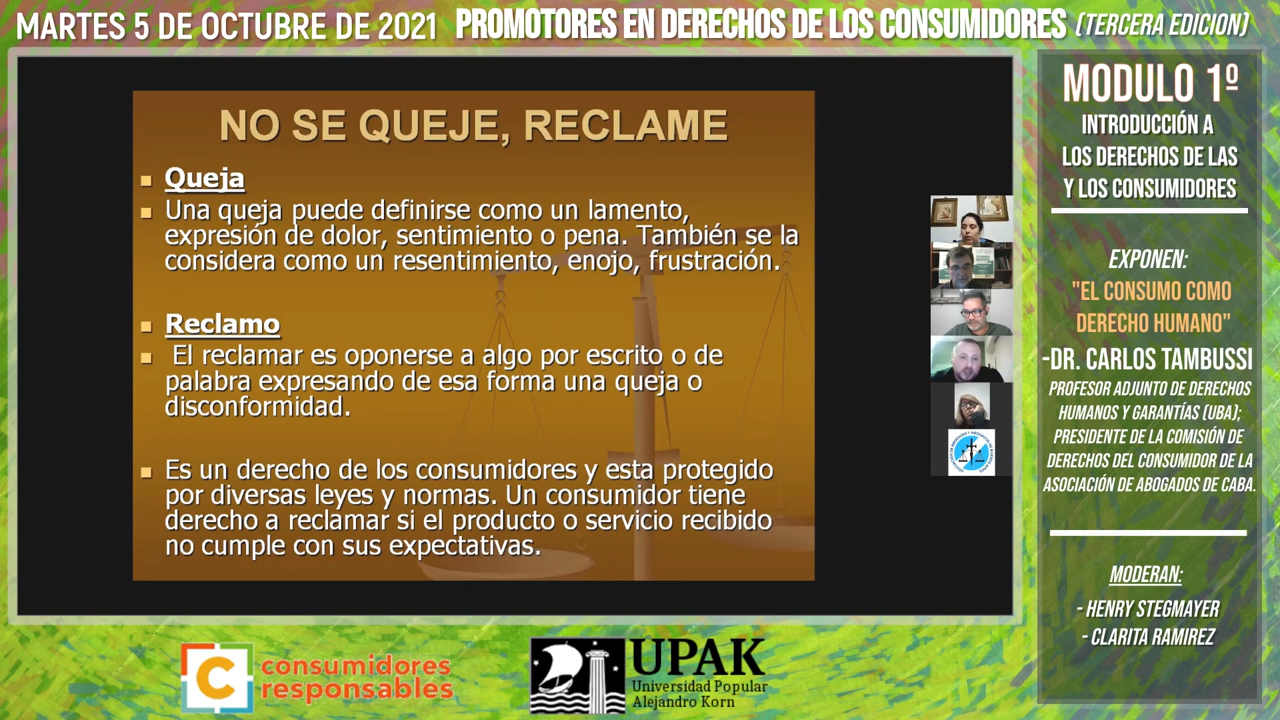 MARTES 5 DE OCTUBRE DE 2021 PROMOTORES EN DERECHOS DE LOS CONSUMIDORES (TERCERA EDICION)
NO SE QUEJE, RECLAME
Queja
Una queja puede definirse como un lamento,
expresión de dolor, sentimiento o pena. También se la
considera como un resentimiento, enojo, frustración.
Reclamo
El reclamar es oponerse a algo por escrito o de
palabra expresando de esa forma una queja o
disconformidad.
Es un derecho de los consumidores y esta protegido
por diversas leyes y normas. Un consumidor tiene
derecho a reclamar si el producto o servicio recibido
no cumple con sus expectativas.
MODULO 1º
INTRODUCCIÓN A
LOS DERECHOS DE LAS
Y LOS CONSUMIDORES
EXPONEN:
"EL CONSUMO COMO
DERECHO HUMANO"
-DR. CARLOS TAMBUSSI
PROFESOR ADJUNTO DE DERECHOS
HUMANOS Y GARANTÍAS (UBA);
PRESIDENTE DE LA COMISIÓN DE
DERECHOS DEL CONSUMIDOR DE LA
ASOCIACIÓN DE ABOGADOS DE CABA.
MODERAN:
- HENRY STEGMAYER
- CLARITA RAMIREZ
C consumidores
responsables
UPAK
Universidad Popular
Alejandro Korn